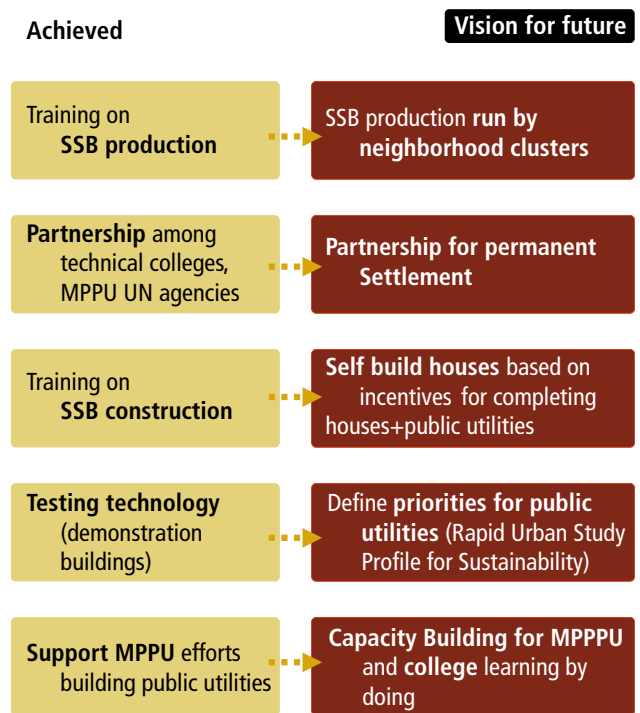 Achieved
Vision for future
Training on
SSB production
SSB production run by
neighborhood clusters
Partnership among
technical colleges,
MPPU UN agencies
Partnership for permanent
Settlement
Training on
SSB construction
Self build houses based on
incentives for completing
houses+public utilities
Testing technology
(demonstration
buildings)
Define priorities for public
utilities (Rapid Urban Study
Profile for Sustainability)
Support MPPU efforts
building public utilities
Capacity Building for MPPPU
and college learning by
doing